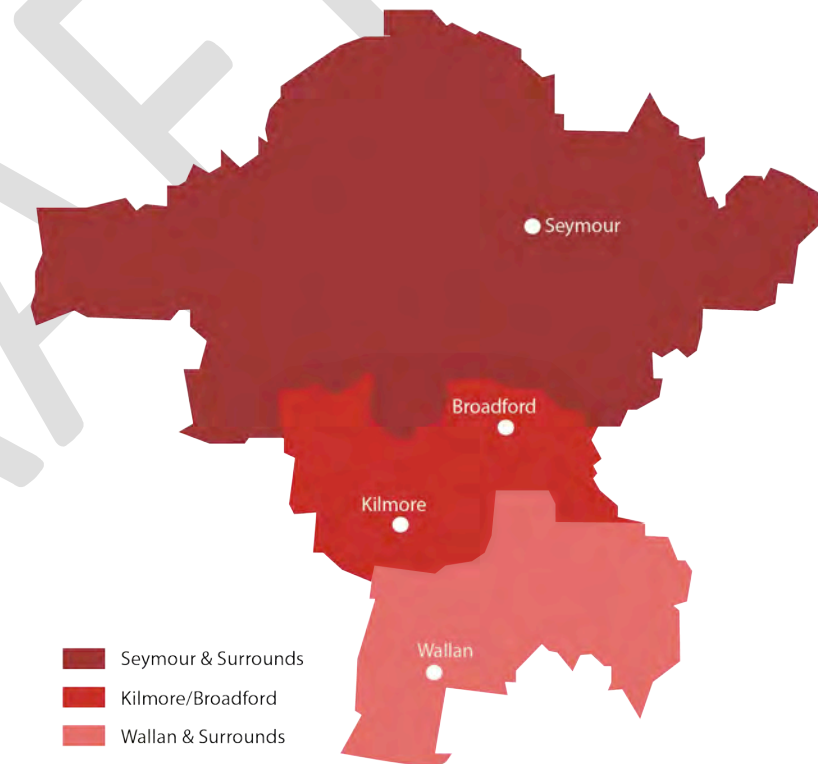 Seymour
Broadford
Kilmore
Wallan
Seymour & Surrounds
Kilmore/Broadford
Wallan & Surrounds